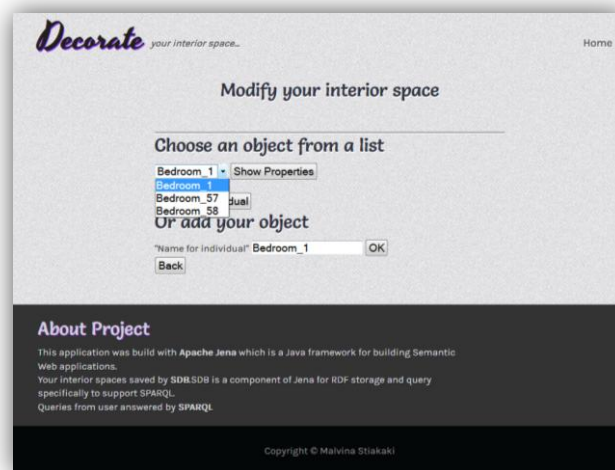 Decorate your interior space...
Home
Modify your interior space
Choose an object from a list
Bedroom_1 Show Properties
Bedroom_1
Bedroom_57
Bedroom_58
Or add your object
"Name for individual" Bedroom_1 OK
Back
About Project
This application was build with Apache Jena which is a Java framework for building Semantic
Web applications.
Your interior spaces saved by SDB.SDB is a component of Jena for RDF storage and query
specifically to support SPARQL.
Queries from user answered by SPARQL.
Copyright © Malvina Stiakaki